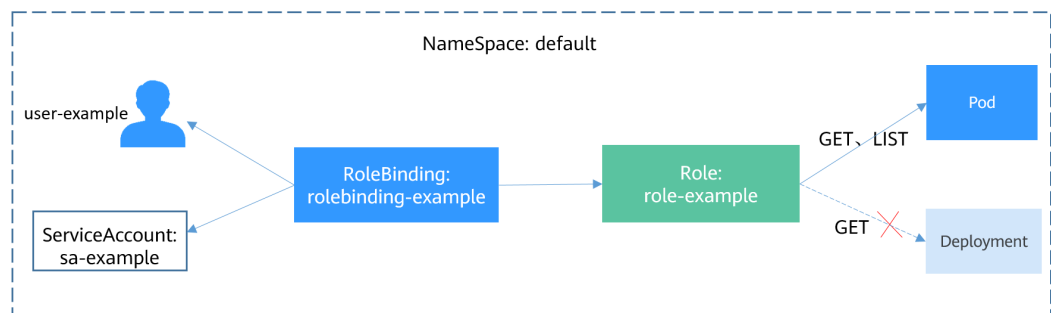 NameSpace: default
user-example
Pod
GET、LIST
RoleBinding:
rolebinding-example
Role:
role-example
ServiceAccount:
sa-example
GET
Deployment